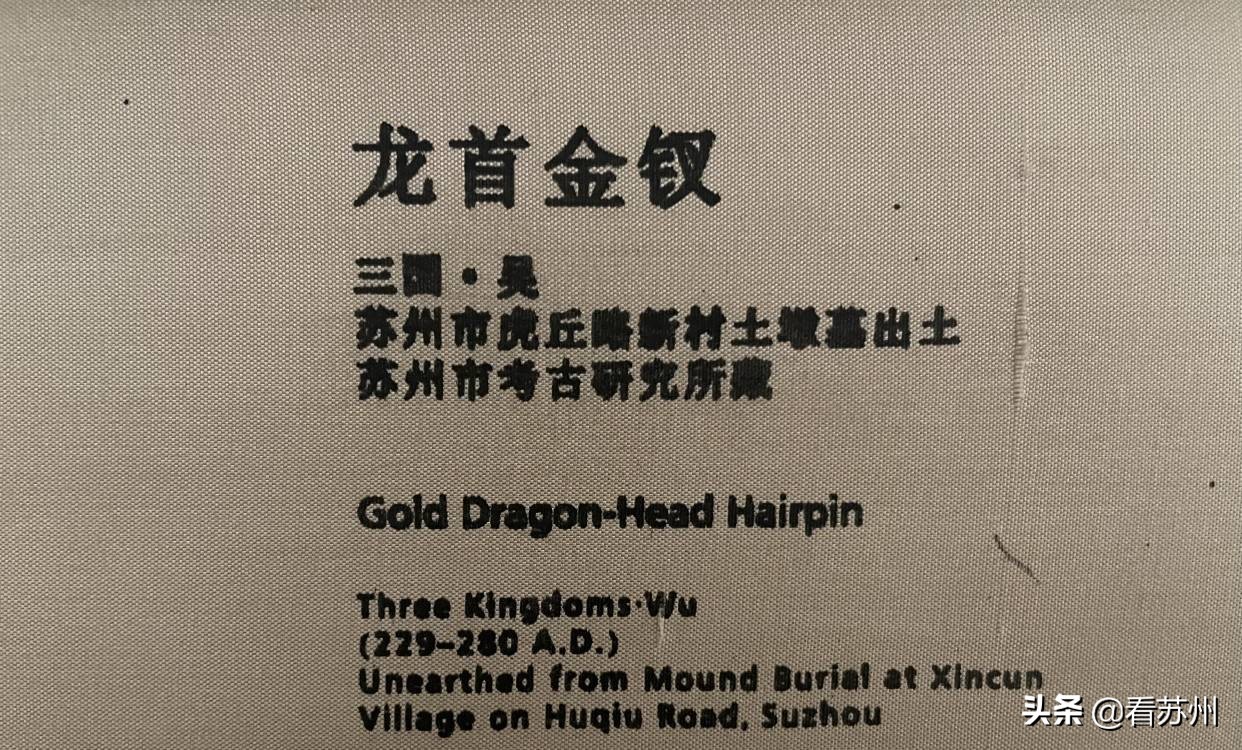 龙首金钗
三国·吴
苏州市虎丘路新村土墩墓出土
苏州市考古研究所藏
Gold Dragon-Head Hairpin
Three Kingdoms·Wu
(229–280 A.D.)
Unearthed from Mound Burial at Xincun
Village on Huqiu Road, Suzhou
头条 @看苏州